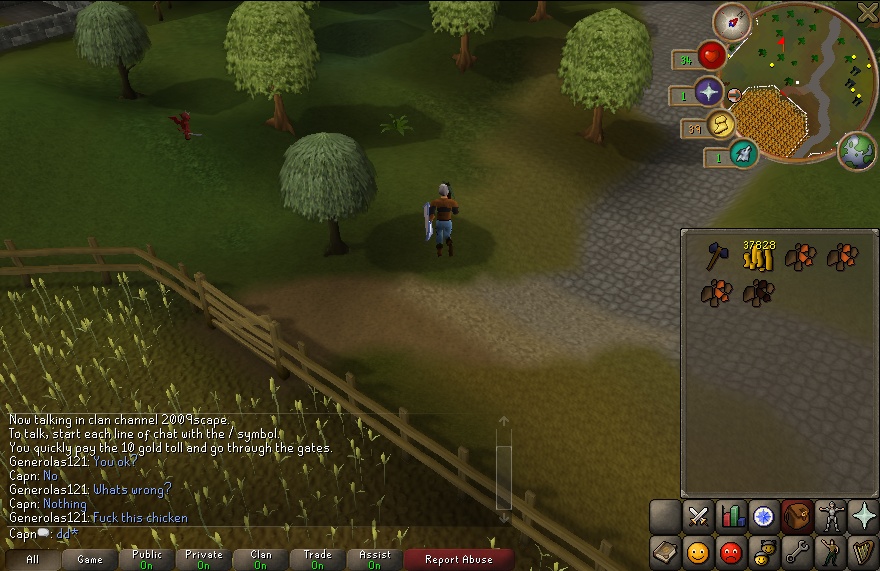 34
1
39
1
37828
Now talking in clan channel 2009scape.
To talk, start each line of chat with the / symbol.
You quickly pay the 10 gold toll and go through the gates.
Generolas121: You ok?
Capn: No
Generolas121: Whats wrong?
Capn: Nothing
Generolas121: Fuck this chicken
Capn: dd*
All Game Public On Private On Clan On Trade On Assist On Report Abuse